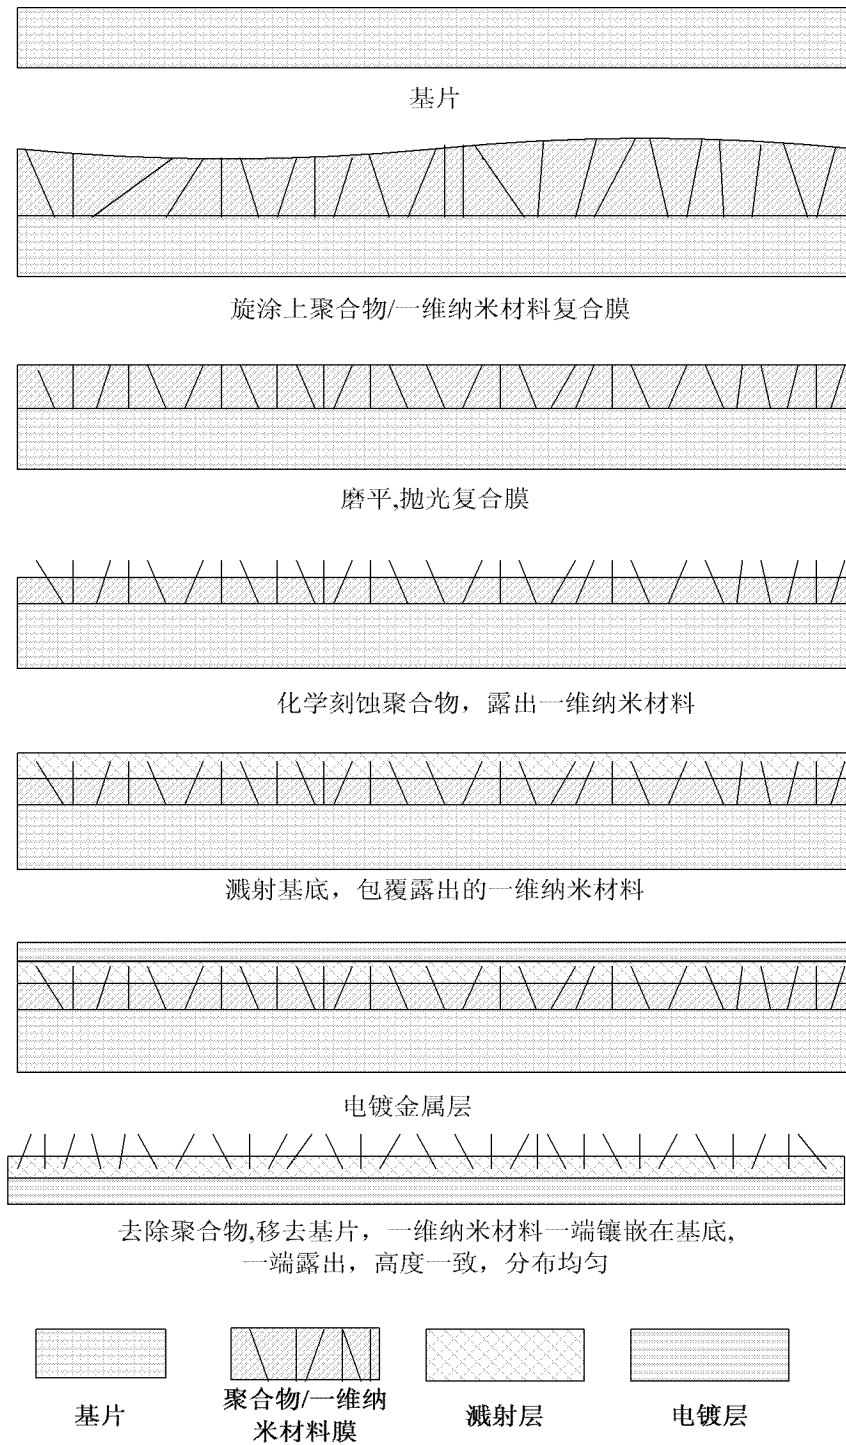 基片
旋涂上聚合物/一维纳米材料复合膜
磨平,抛光复合膜
化学刻蚀聚合物，露出一维纳米材料
溅射基底，包覆露出的一维纳米材料
电镀金属层
去除聚合物,移去基片，一维纳米材料一端镶嵌在基底,
一端露出，高度一致，分布均匀
基片
聚合物/一维纳
米材料膜
溅射层
电镀层